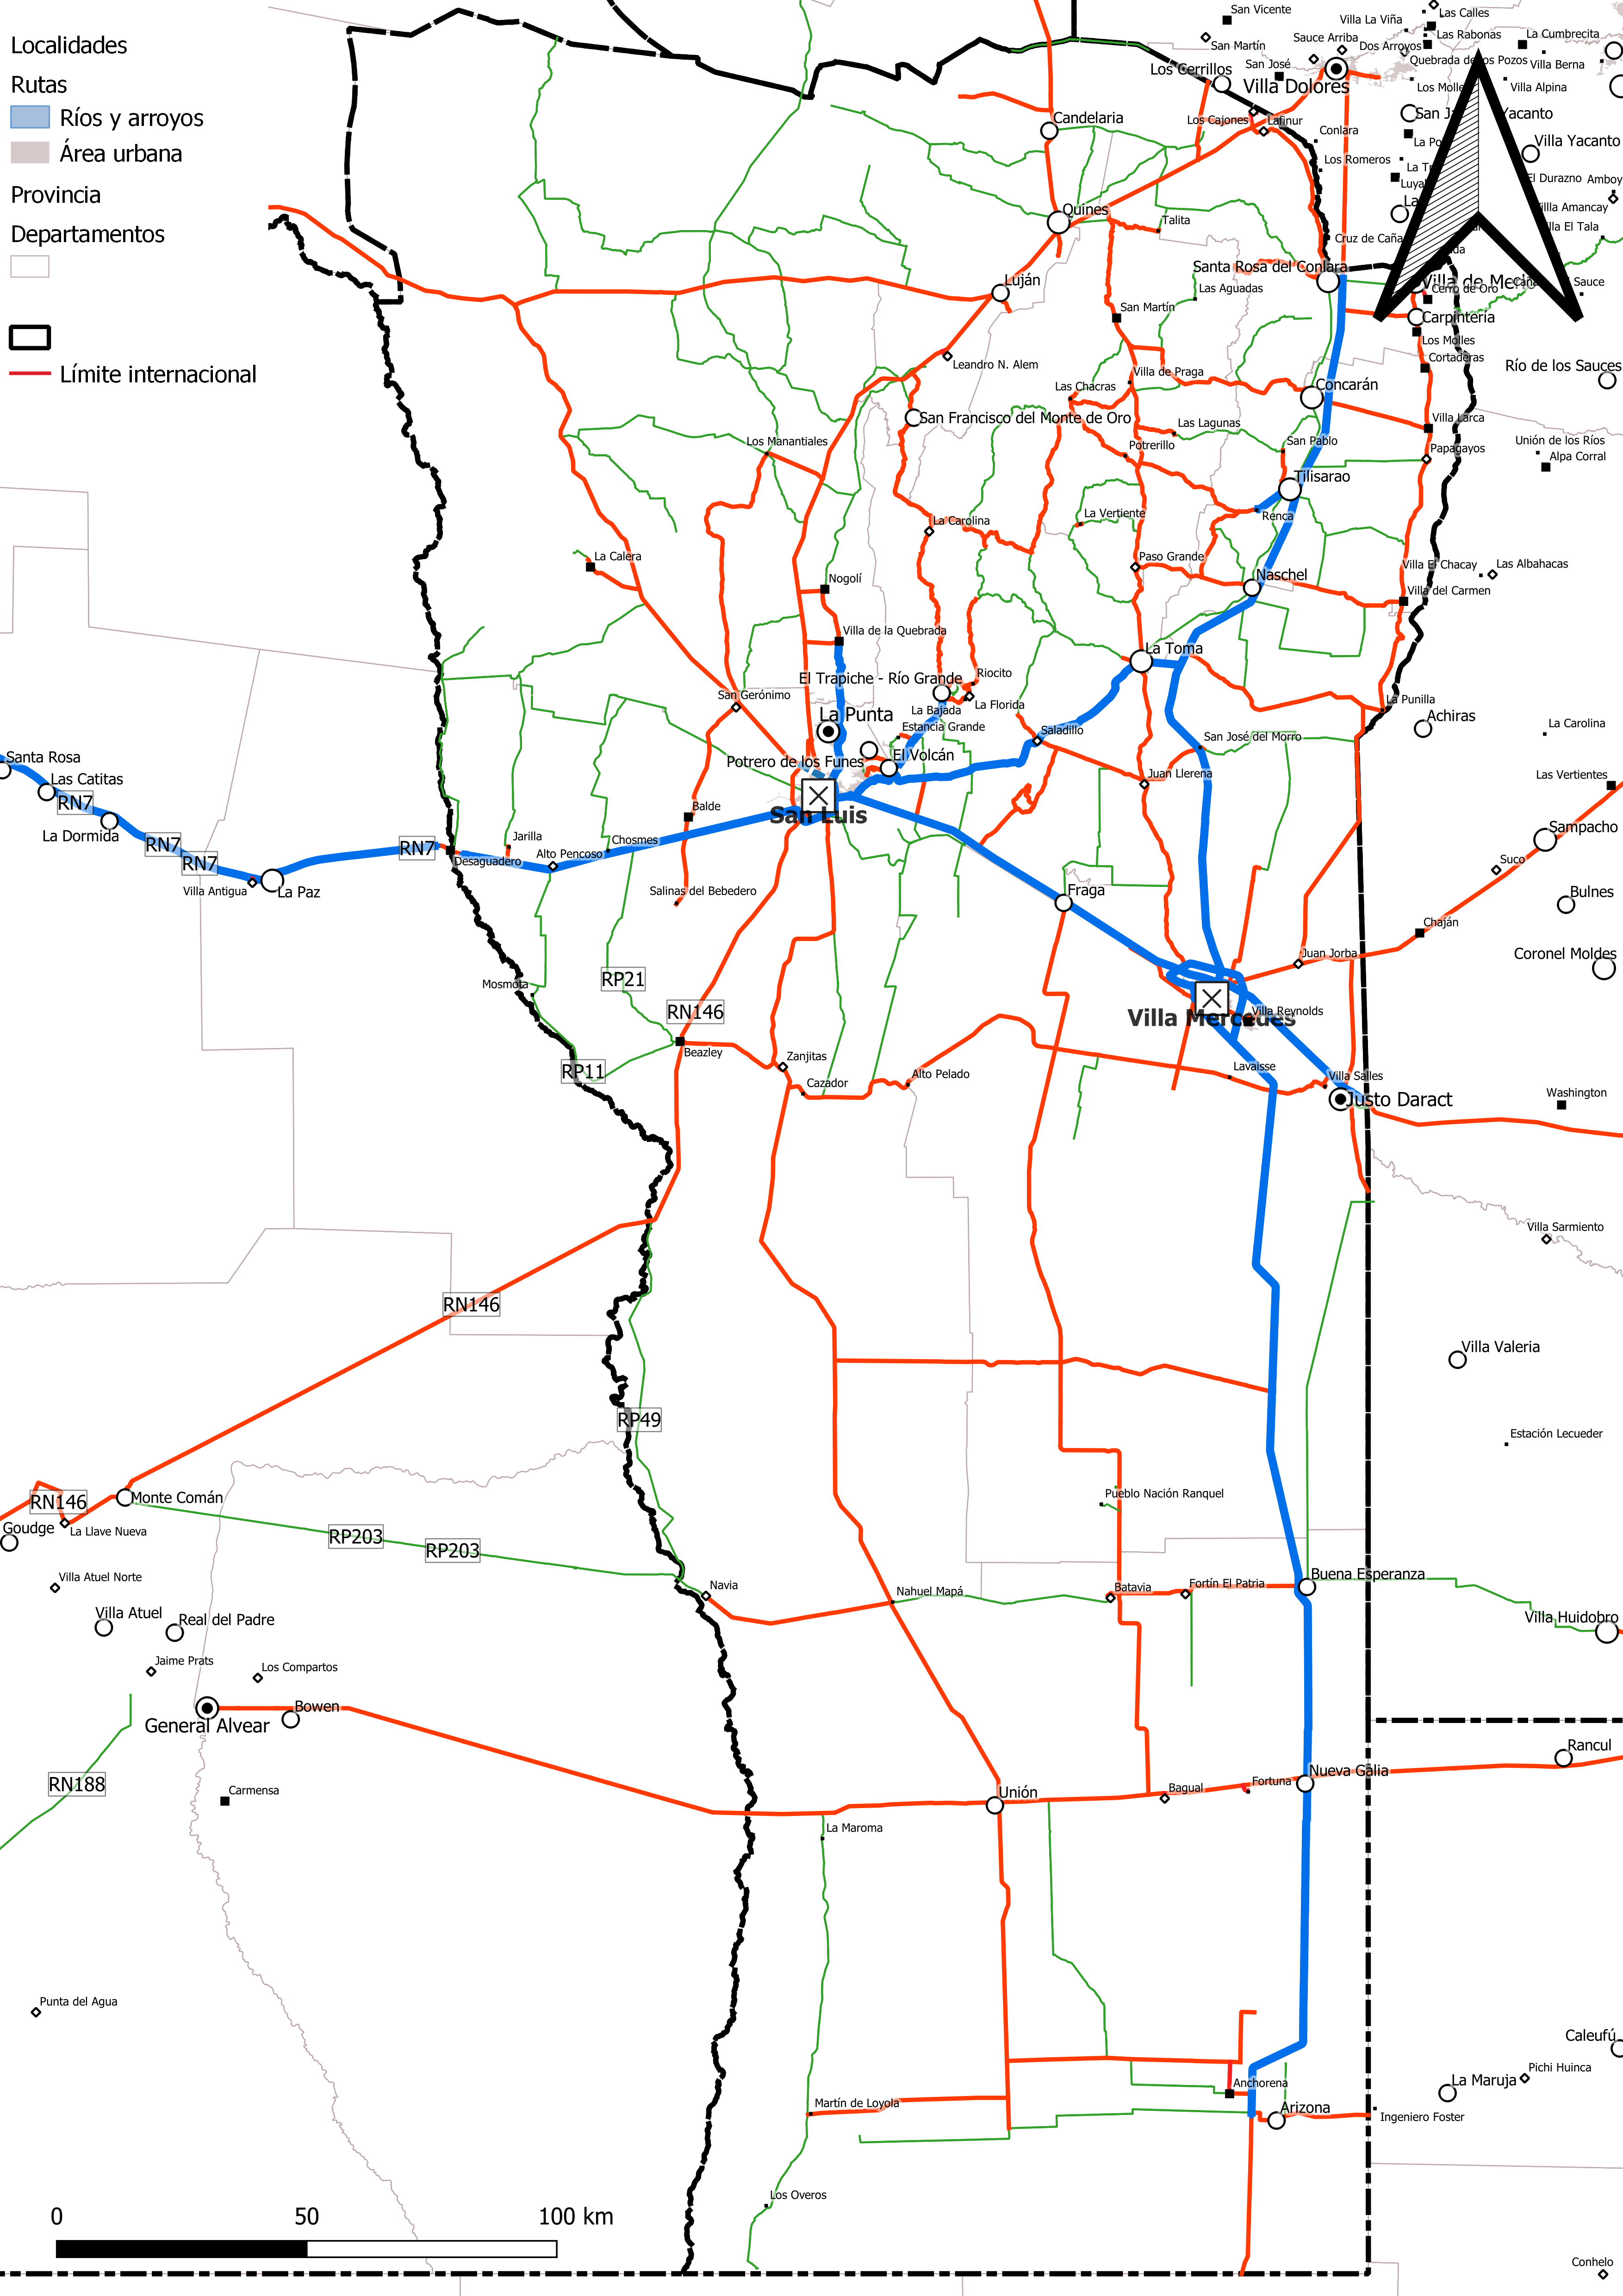 Localidades
Rutas
Ríos y arroyos
Área urbana
Provincia
Departamentos
Límite internacional
San Vicente
Villa La Viña
Las Calles
Las Rabonas
La Cumbrecita
San Martín
Sauce Arriba
Dos Arroyos
Quebrada de los Pozos
Villa Berna
Los Cerrillos
San José
Villa Dolores
Los Molles
Villa Alpina
Candelaria
Los Cajones
Lafinur
Conlara
Yacanto
Villa Yacanto
Los Romeros
El Durazno
Amboy
Villa Amancay
Quines
Talita
Cruz de Caña
Villa El Tala
Santa Rosa del Conlara
Luján
Las Aguadas
Cerro de Oro
Sauce
San Martín
Carpintería
Los Molles
Cortaderas
Leandro N. Alem
Villa de Praga
Río de los Sauces
Las Chacras
Concarán
San Francisco del Monte de Oro
Villa Larca
Las Lagunas
Los Manantiales
Potrerillo
San Pablo
Papagayos
Unión de los Ríos
Alpa Corral
Tilisarao
La Carolina
La Vertiente
Renca
La Calera
Paso Grande
Villa El Chacay
Las Albahacas
Nogolí
Naschel
Villa del Carmen
Villa de la Quebrada
La Toma
El Trapiche - Río Grande
Riocito
San Gerónimo
La Florida
La Punilla
La Punta
La Bajada
Achiras
La Carolina
Estancia Grande
Saladillo
San José del Morro
Santa Rosa
Potrero de los Funes
El Volcán
Juan Llerena
Las Vertientes
Las Catitas
RN7
San Luis
Balde
La Dormida
Sampacho
RN7
RN7
RN7
Jarilla
Chosmes
Alto Pencoso
Desaguadero
Suco
Villa Antigua
La Paz
Salinas del Bebedero
Fraga
Bulnes
Chaján
Juan Jorba
Coronel Moldes
Mosmota
RP21
RN146
Villa Mercedes
Villa Reynolds
Beazley
Zanjitas
RP11
Cazador
Alto Pelado
Lavaisse
Villa Salles
Justo Daract
Washington
Villa Sarmiento
RN146
Villa Valeria
RP49
Estación Lecueder
Monte Comán
RN146
Pueblo Nación Ranquel
Goudge
La Llave Nueva
RP203
RP203
Villa Atuel Norte
Navia
Nahuel Mapá
Batavia
Fortín El Patria
Buena Esperanza
Villa Atuel
Real del Padre
Villa Huidobro
Jaime Prats
Los Compartos
Bowen
General Alvear
Rancul
RN188
Carmensa
Unión
Bagual
Fortuna
Nueva Galia
La Maroma
Punta del Agua
Caleufú
Pichi Huinca
La Maruja
Anchorena
Martín de Loyola
Arizona
Ingeniero Foster
Los Overos
0
50
100 km
Conhelo